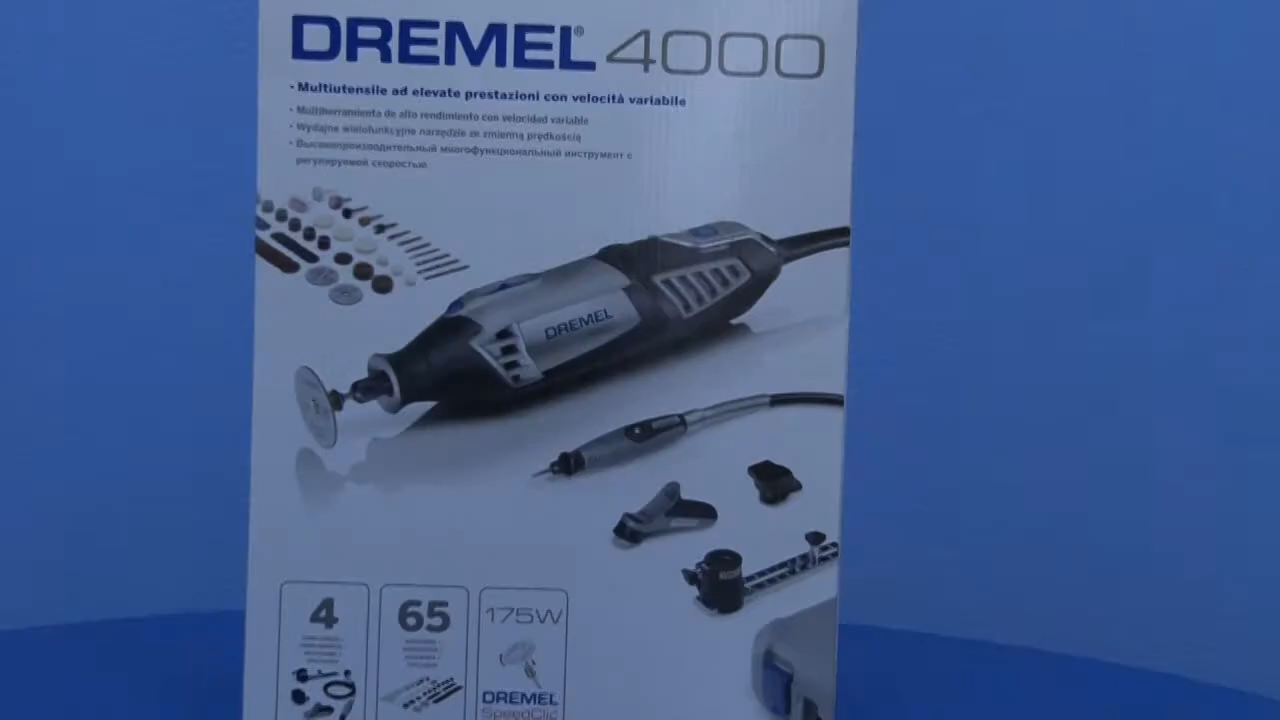 DREMEL® 4000
• Multiutensile ad elevate prestazioni con velocità variabile
• Multiherramienta de alto rendimiento con velocidad variable
• Wydajne wielofunkcyjne narzędzie ze zmienną prędkością
• Высокопроизводительный многофункциональный инструмент с
регулируемой скоростью
DREMEL
4
65
175W
DREMEL
SpeedClic